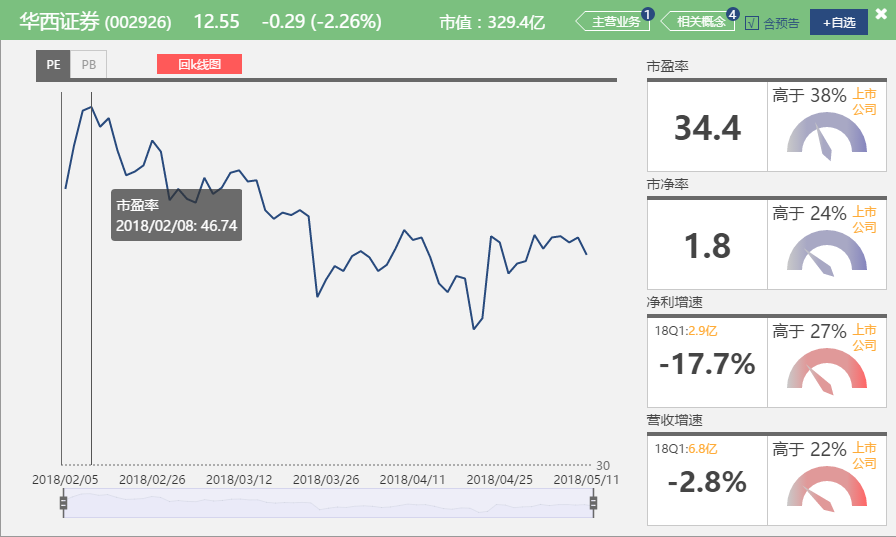 华西证券 (002926) 12.55 -0.29 (-2.26%) 市值：329.4亿 主营业务 1 相关概念 4 含预告 +自选
PE PB 回k线图
市盈率
2018/02/08: 46.74
30
2018/02/05 2018/02/26 2018/03/12 2018/03/26 2018/04/11 2018/04/25 2018/05/11
市盈率
34.4
高于 38% 上市
公司
市净率
1.8
高于 24% 上市
公司
净利增速
18Q1:2.9亿
-17.7%
高于 27% 上市
公司
营收增速
18Q1:6.8亿
-2.8%
高于 22% 上市
公司